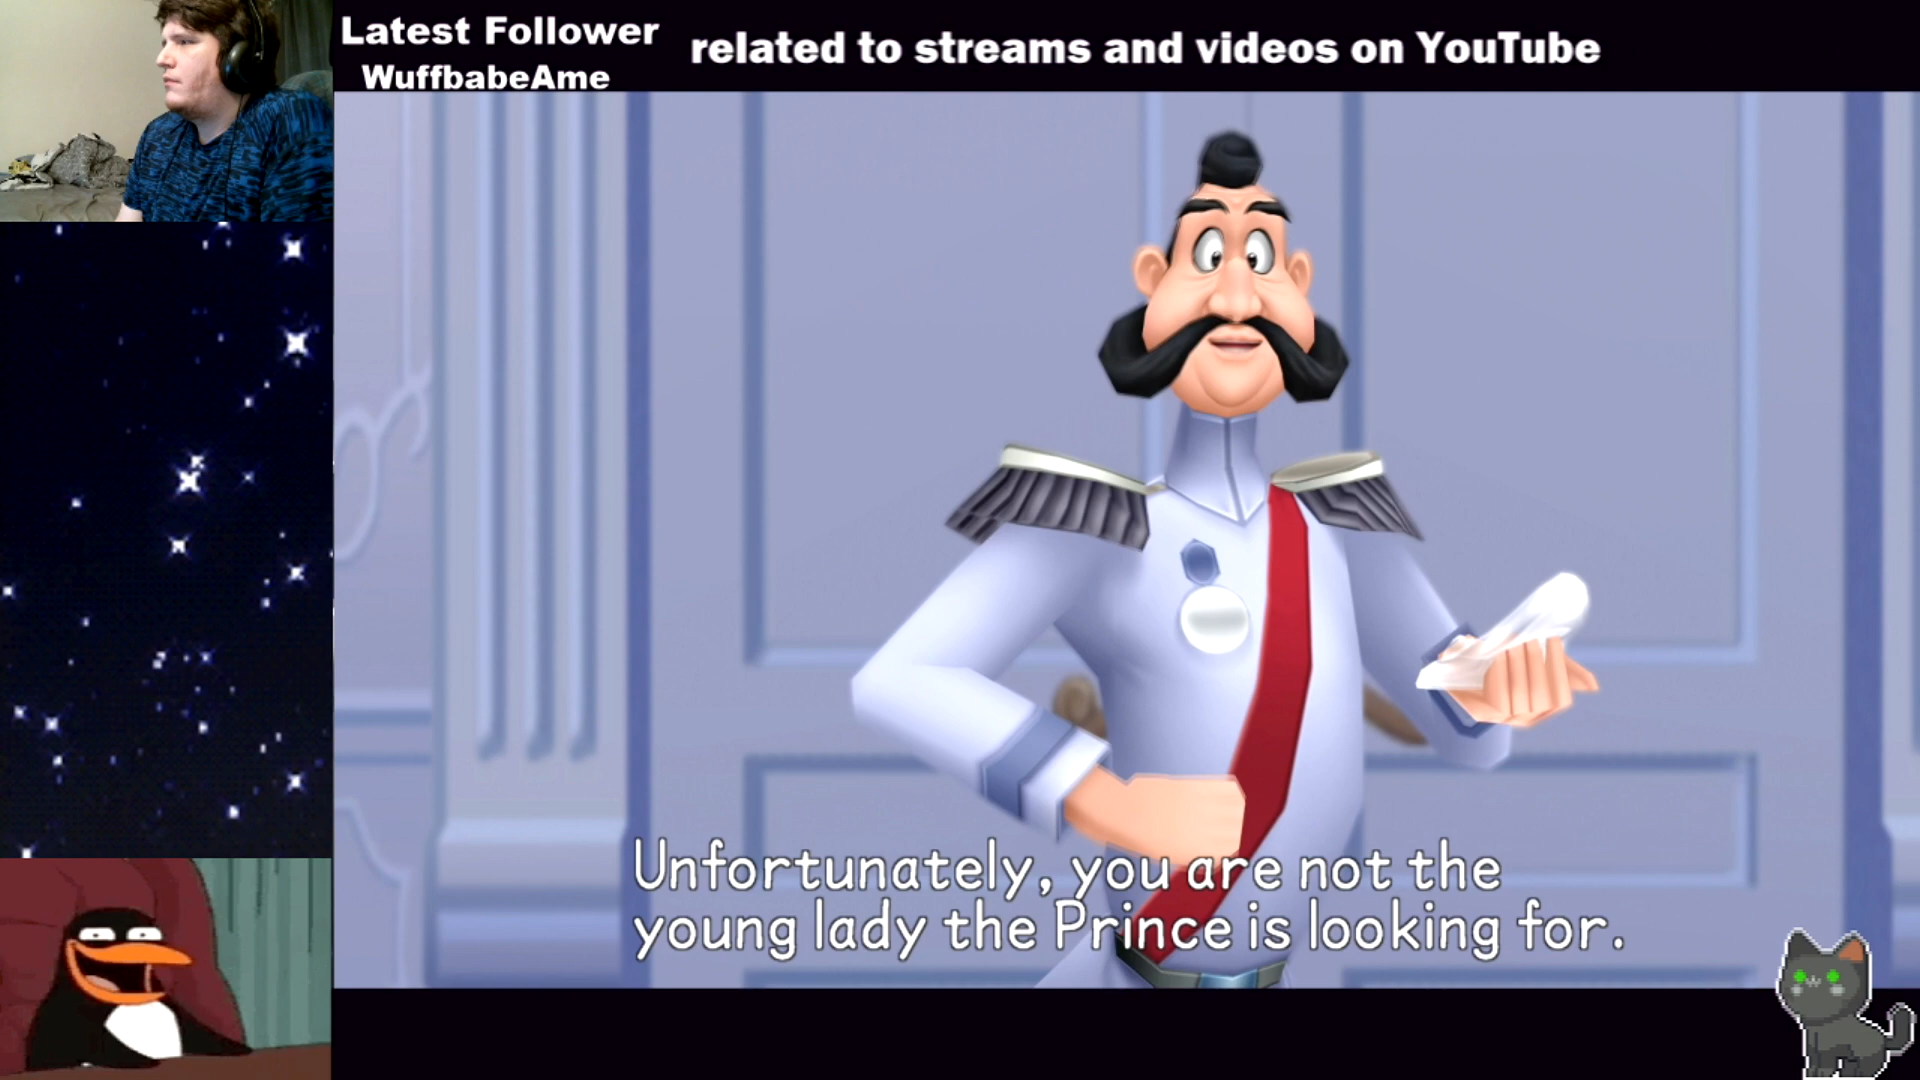 Latest Follower
WuffbabeAme
related to streams and videos on YouTube
Unfortunately, you are not the
young lady the Prince is looking for.